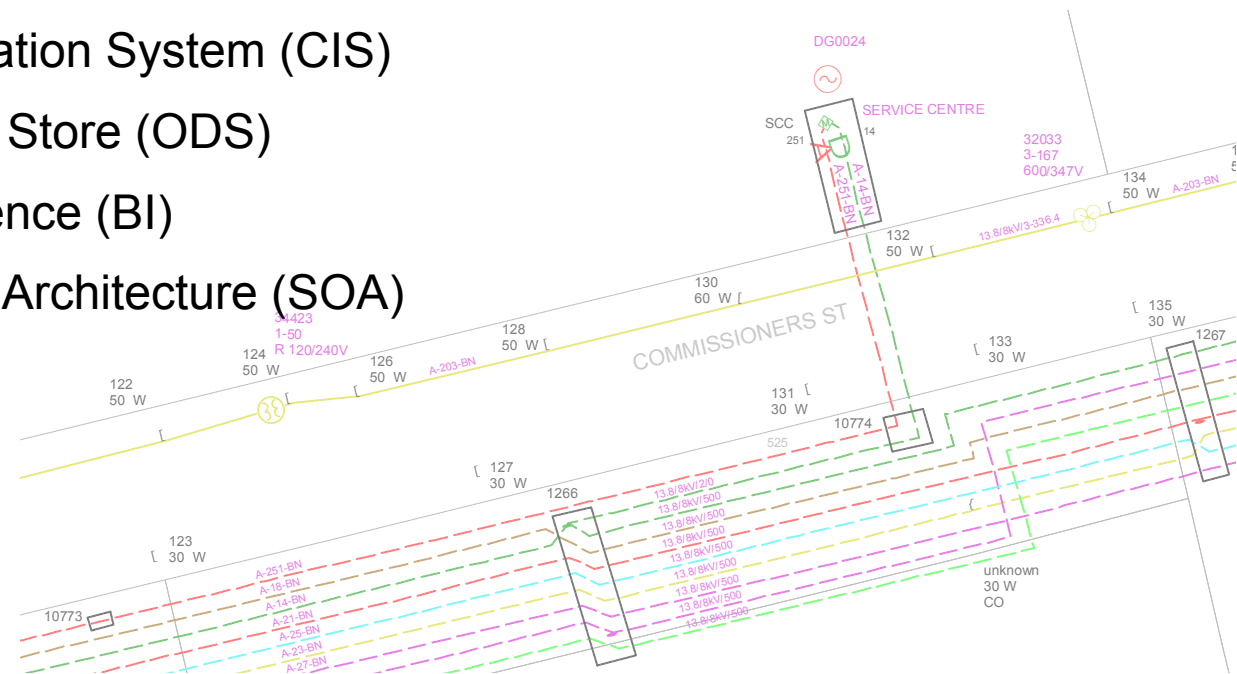 ation System (CIS)
Store (ODS)
ence (BI)
Architecture (SOA)
DG0024
SERVICE CENTRE
SCC
251
14
A-251-BN
A-14-BN
32033
3-167
600/347V
134
50 W
A-203-BN
132
50 W
13.8/8kV/3-336.4
130
60 W
COMMISSIONERS ST
34423
1-50
R 120/240V
128
50 W
124
50 W
126
50 W
A-203-BN
122
50 W
135
30 W
1267
133
30 W
131
30 W
10774
525
127
30 W
1266
13.8/8kV/2/0
13.8/8kV/500
13.8/8kV/500
13.8/8kV/500
13.8/8kV/500
13.8/8kV/500
13.8/8kV/500
13.8/8kV/500
13.8/8kV/500
123
30 W
10773
A-251-BN
A-18-BN
A-14-BN
A-21-BN
A-25-BN
A-23-BN
A-27-BN
unknown
30 W
CO